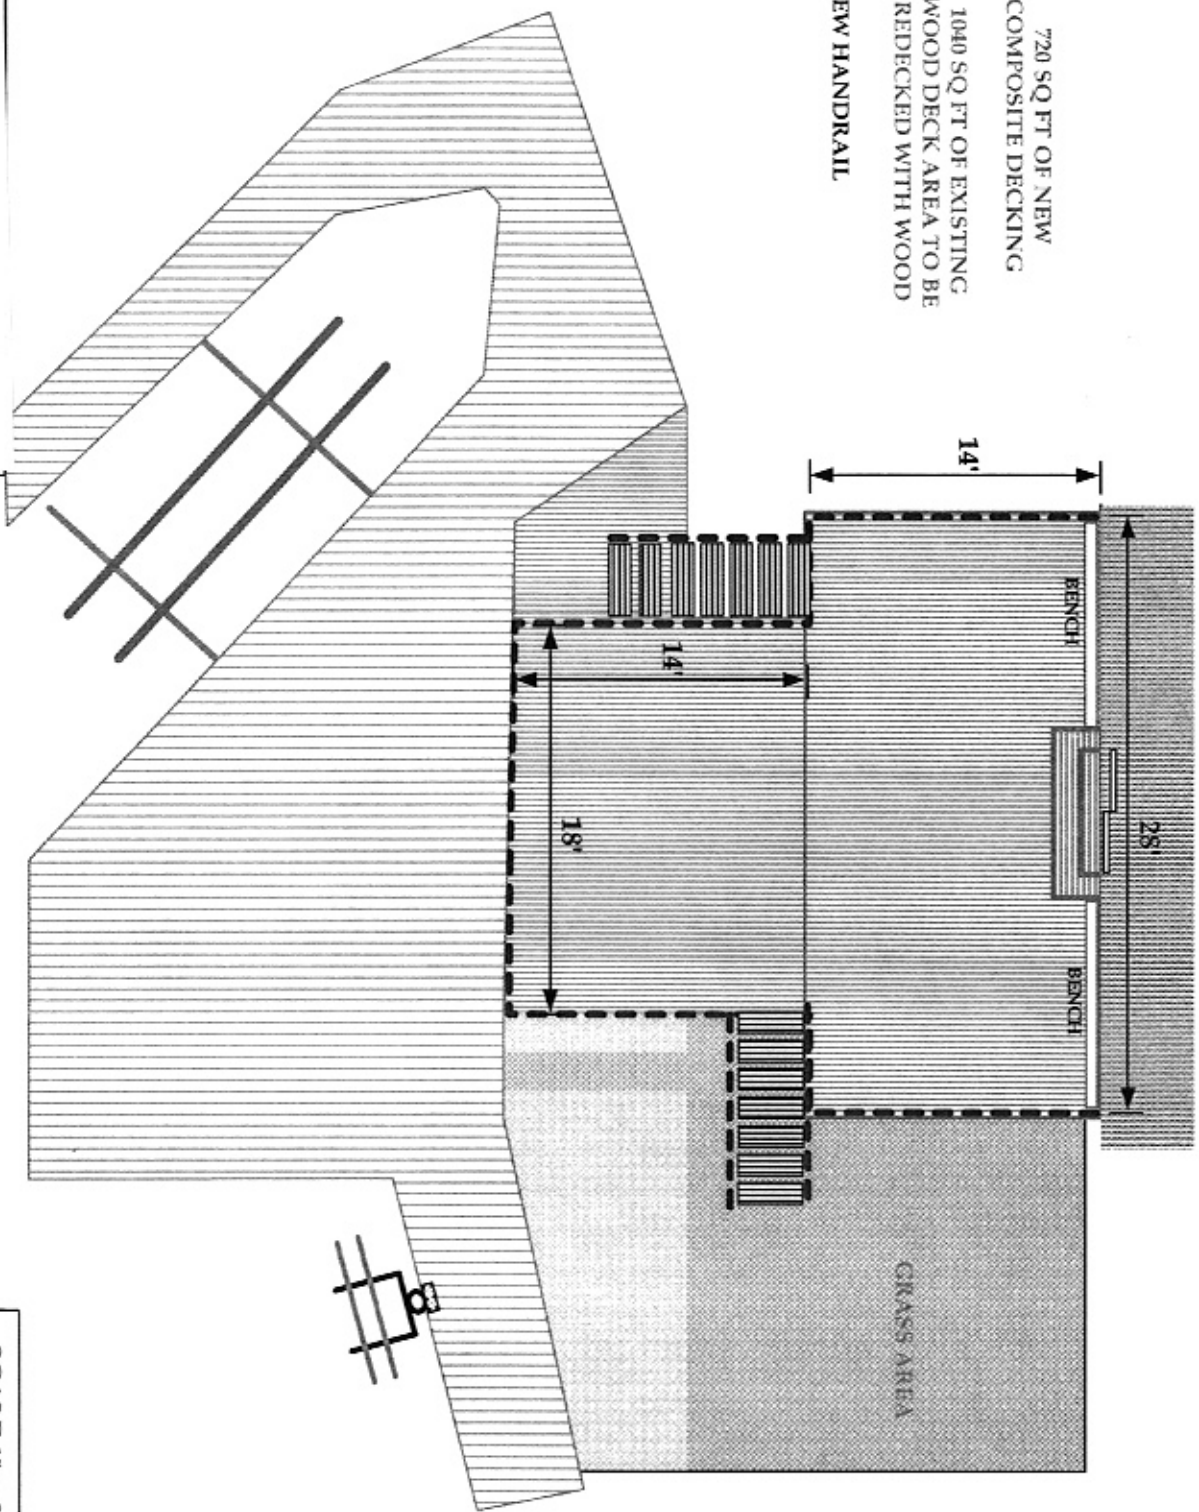 720 SQ FT OF NEW
COMPOSITE DECKING
1040 SQ FT OF EXISTING
WOOD DECK AREA TO BE
REDECKED WITH WOOD
EW HANDRAIL
14'
28'
BENCH
BENCH
14'
18'
GRASS AREA